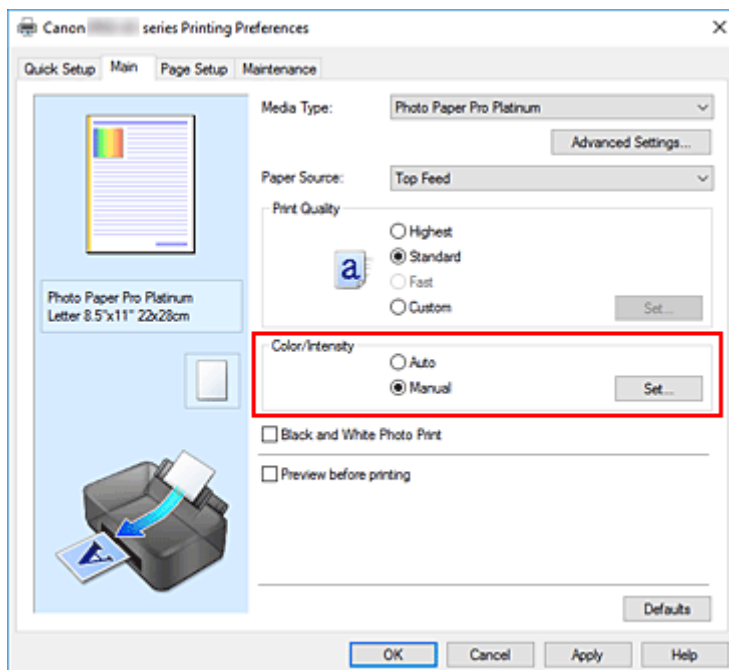 Canon series Printing Preferences
Quick Setup Main Page Setup Maintenance
Media Type: Photo Paper Pro Platinum
Advanced Settings...
Paper Source: Top Feed
Print Quality
Highest
a Standard
Fast
Custom Set...
Photo Paper Pro Platinum
Letter 8.5"x11" 22x28cm
Color/Intensity
Auto
Manual Set...
Black and White Photo Print
Preview before printing
A
Defaults
OK Cancel Apply Help